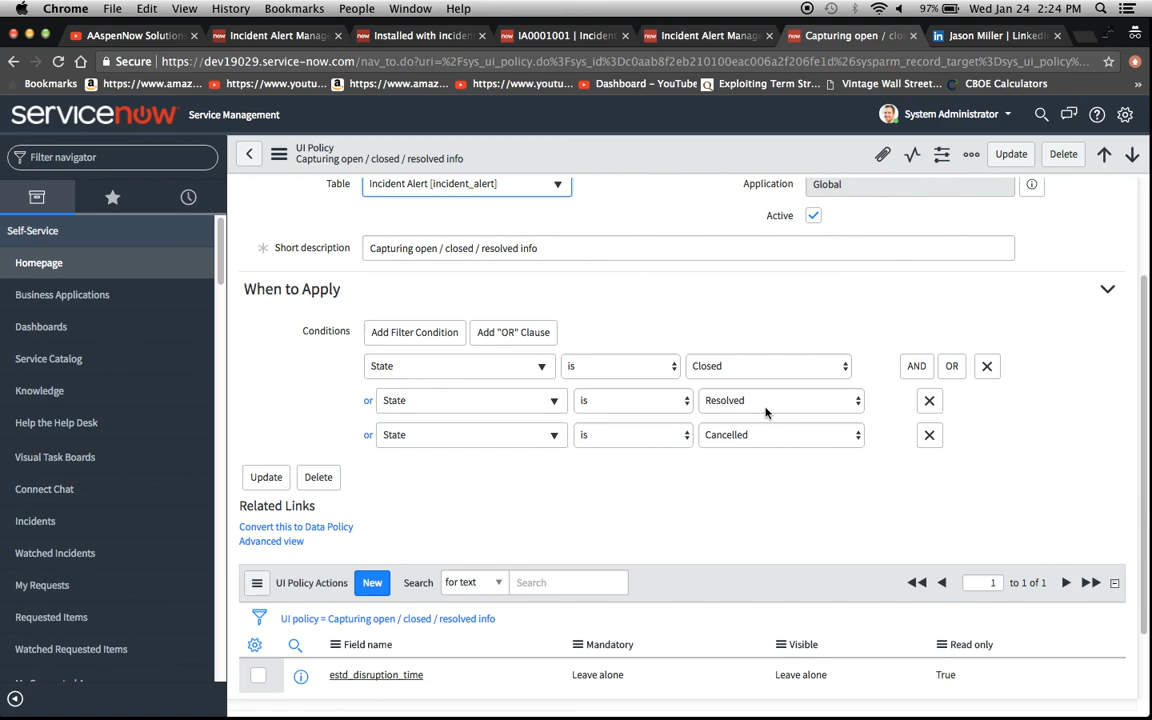 Chrome File Edit View History Bookmarks People Window Help 97% Wed Jan 24 2:24 PM
AAspenNow Solution Incident Alert Mana Installed with inciden IA0001001 | Incident Incident Alert Mana Capturing open / clos Jason Miller | Linked
Secure https://dev19029.service-now.com/nav_to.do?uri=%2Fsys_ui_policy.do%3Fsys_id%3Dc0aab8f2eb210100eac006a2f206fe1d%26sysparm_record_target%3Dsys_ui_policy%...
Bookmarks https://www.amaz... https://www.youtu... https://www.amaz... https://www.youtu... Dashboard - YouTube Exploiting Term Str... Vintage Wall Street... CBOE Calculators »
servicenow Service Management System Administrator
Filter navigator
UI Policy
Capturing open / closed / resolved info
Update Delete
Table Incident Alert [incident_alert] Application Global
Active
Short description Capturing open / closed / resolved info
When to Apply
Conditions Add Filter Condition Add "OR" Clause
State is Closed AND OR
or State is Resolved
or State is Cancelled
Update Delete
Related Links
Convert this to Data Policy
Advanced view
UI Policy Actions New Search for text Search 1 to 1 of 1
UI policy = Capturing open / closed / resolved info
Field name Mandatory Visible Read only
estd_disruption_time Leave alone Leave alone True
Self-Service
Homepage
Business Applications
Dashboards
Service Catalog
Knowledge
Help the Help Desk
Visual Task Boards
Connect Chat
Incidents
Watched Incidents
My Requests
Requested Items
Watched Requested Items